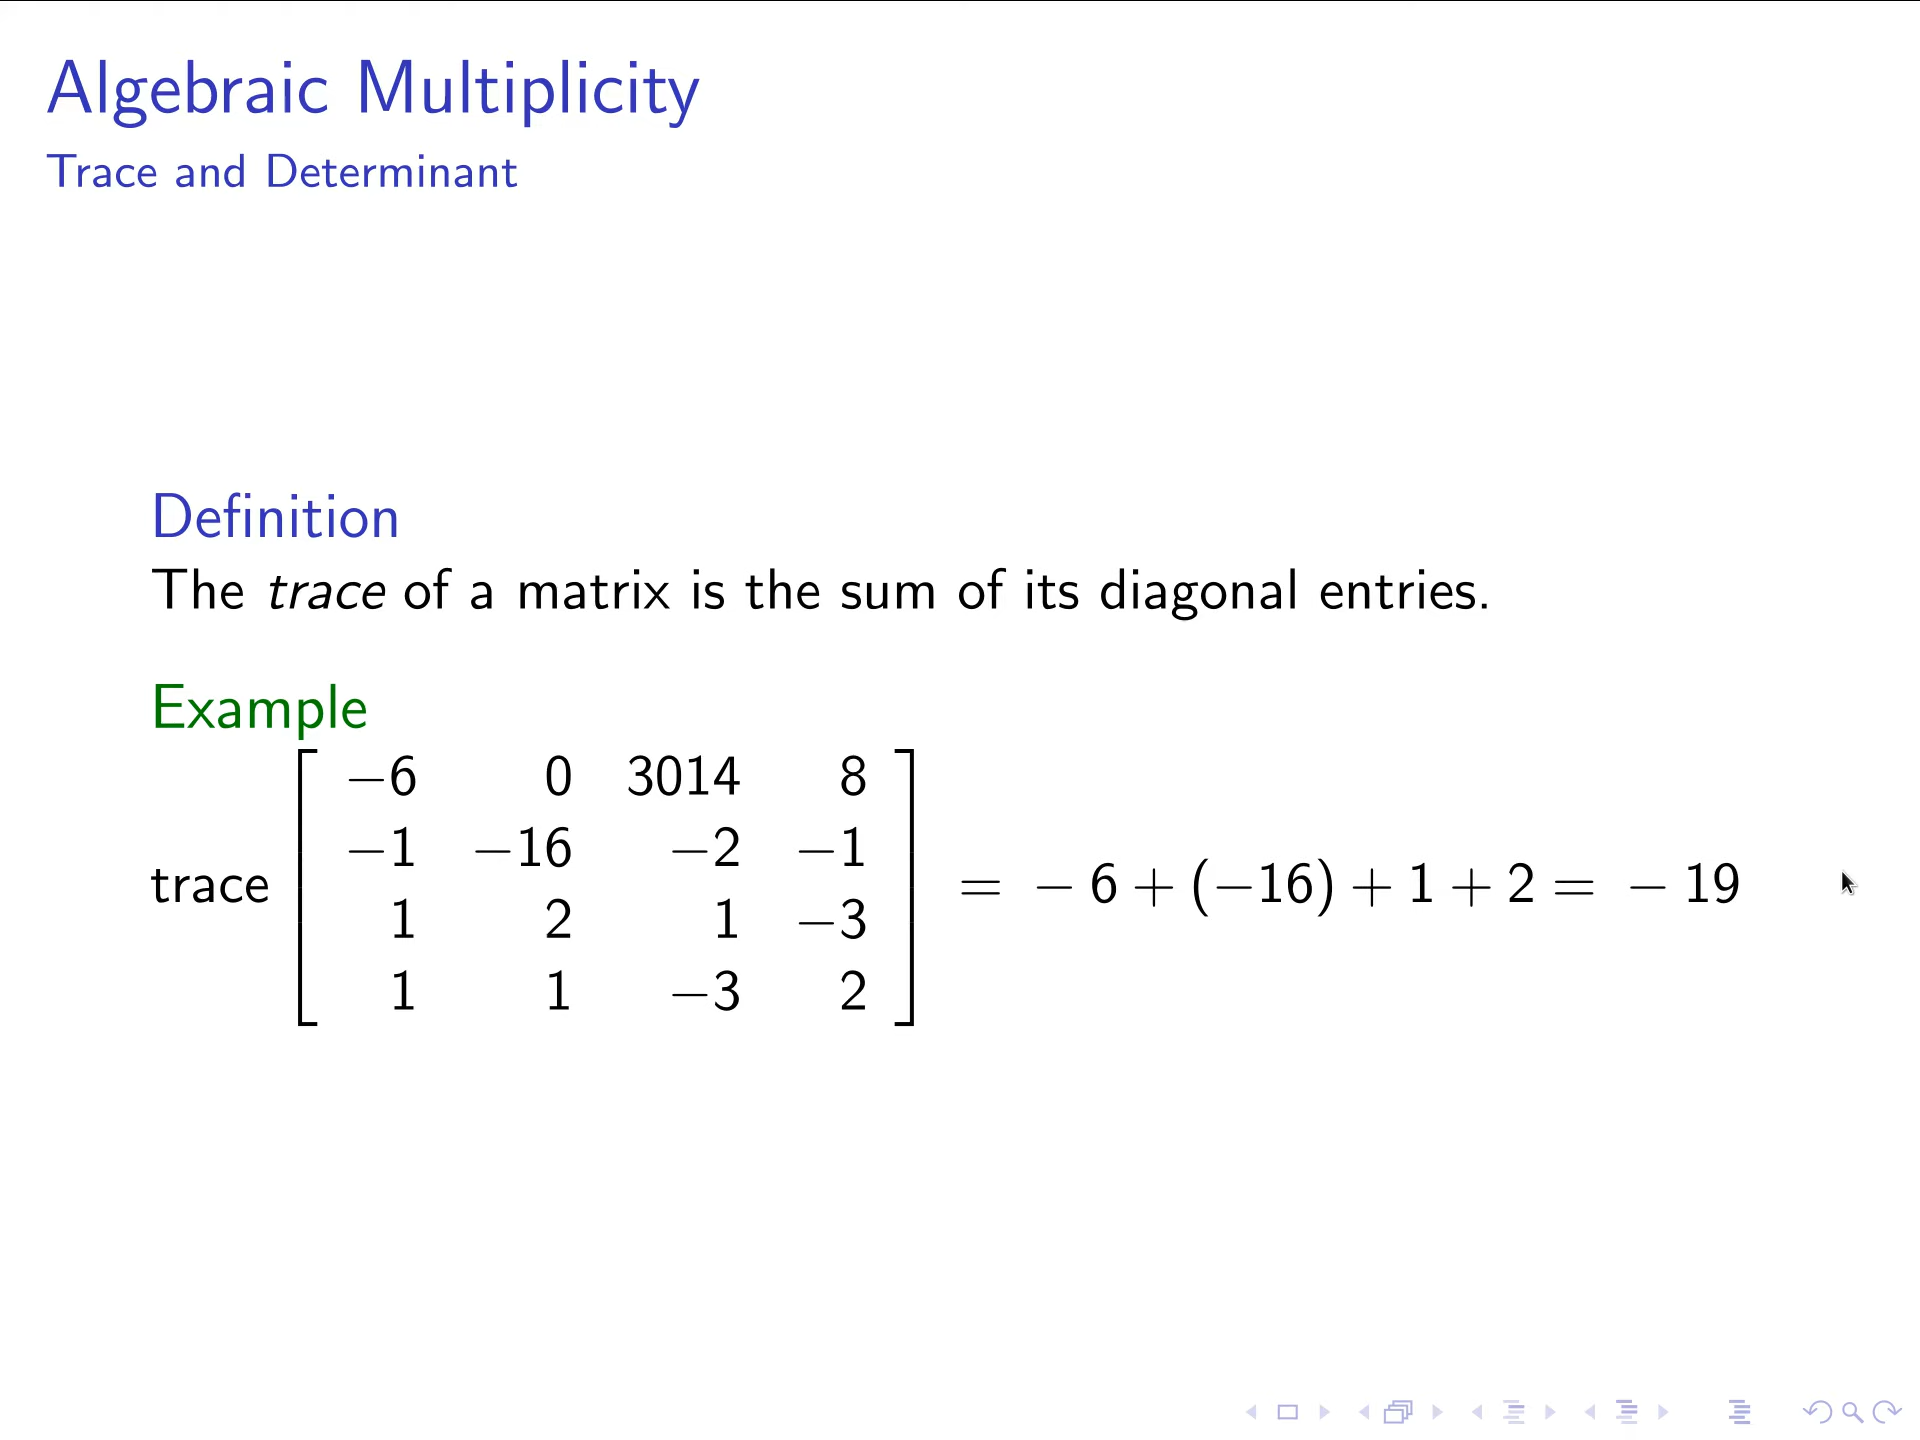 Algebraic Multiplicity
Trace and Determinant
Definition
The trace of a matrix is the sum of its diagonal entries.
Example
trace [ −6 0 3014 8
−1 −16 −2 −1
1 2 1 −3
1 1 −3 2 ] = − 6 + (−16) + 1 + 2 = − 19